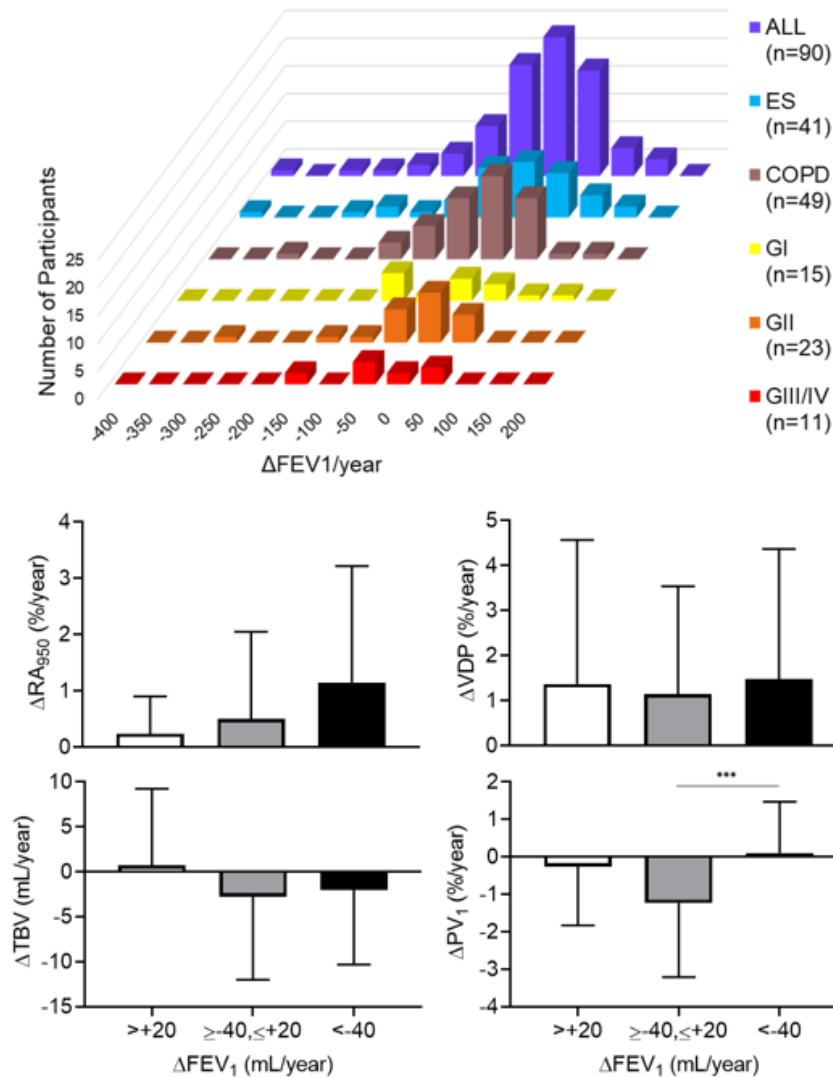 ALL
(n=90)
ES
(n=41)
COPD
(n=49)
GI
(n=15)
GII
(n=23)
GIII/IV
(n=11)
Number of Participants
25
20
15
10
5
0
-400 -350 -300 -250 -200 -150 -100 -50 0 50 100 150 200
ΔFEV1/year
ΔRA₉₅₀ (%/year)
4
3
2
1
0
ΔVDP (%/year)
5
4
3
2
1
0
ΔTBV (mL/year)
10
5
0
-5
-10
-15
>+20 ≥-40,≤+20 <-40
ΔFEV₁ (mL/year)
ΔPV₁ (%/year)
2
1
0
-1
-2
-3
-4
***
>+20 ≥-40,≤+20 <-40
ΔFEV₁ (mL/year)